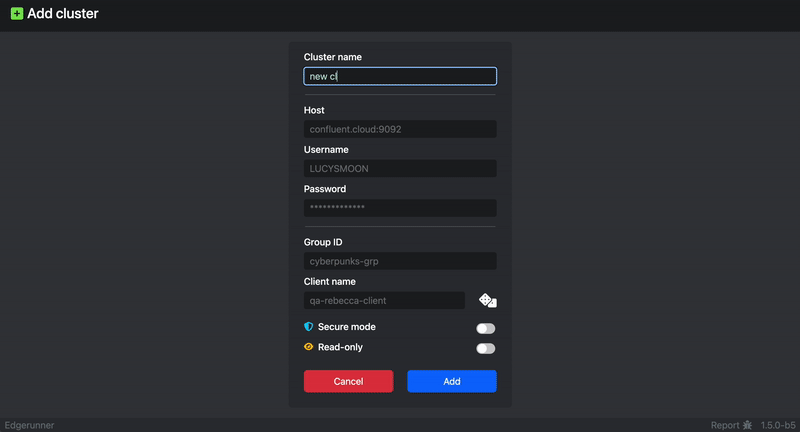 Add cluster
Cluster name
new cl
Host
confluent.cloud:9092
Username
LUCYSMOON
Password
*************
Group ID
cyberpunks-grp
Client name
qa-rebecca-client
Secure mode
Read-only
Cancel Add
Edgerunner Report 1.5.0-b5